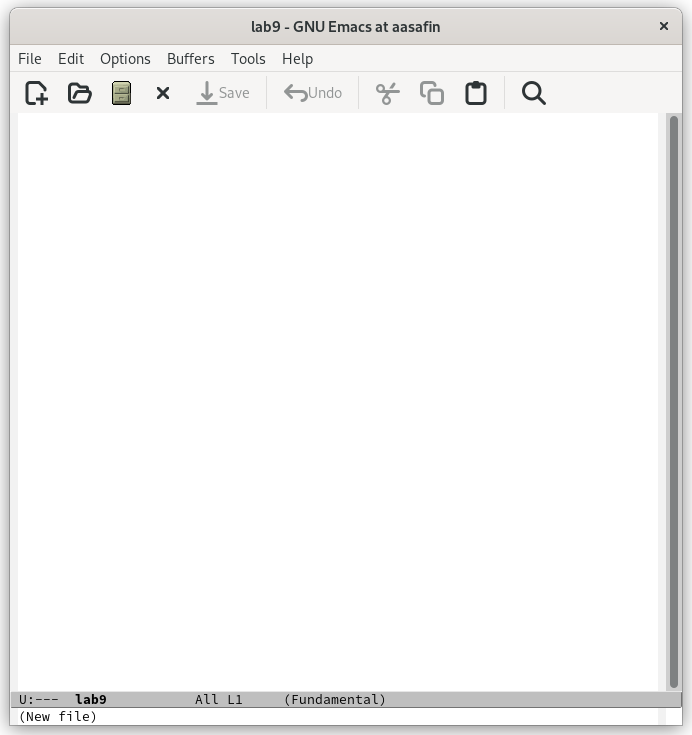 lab9 - GNU Emacs at aasafin
File Edit Options Buffers Tools Help
Save Undo
U:--- lab9 All L1 (Fundamental)
(New file)